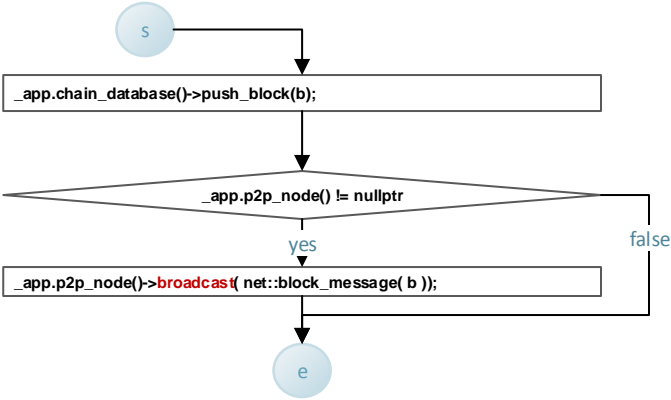 s
_app.chain_database()->push_block(b);
_app.p2p_node() != nullptr
yes
false
_app.p2p_node()->broadcast( net::block_message( b ));
e